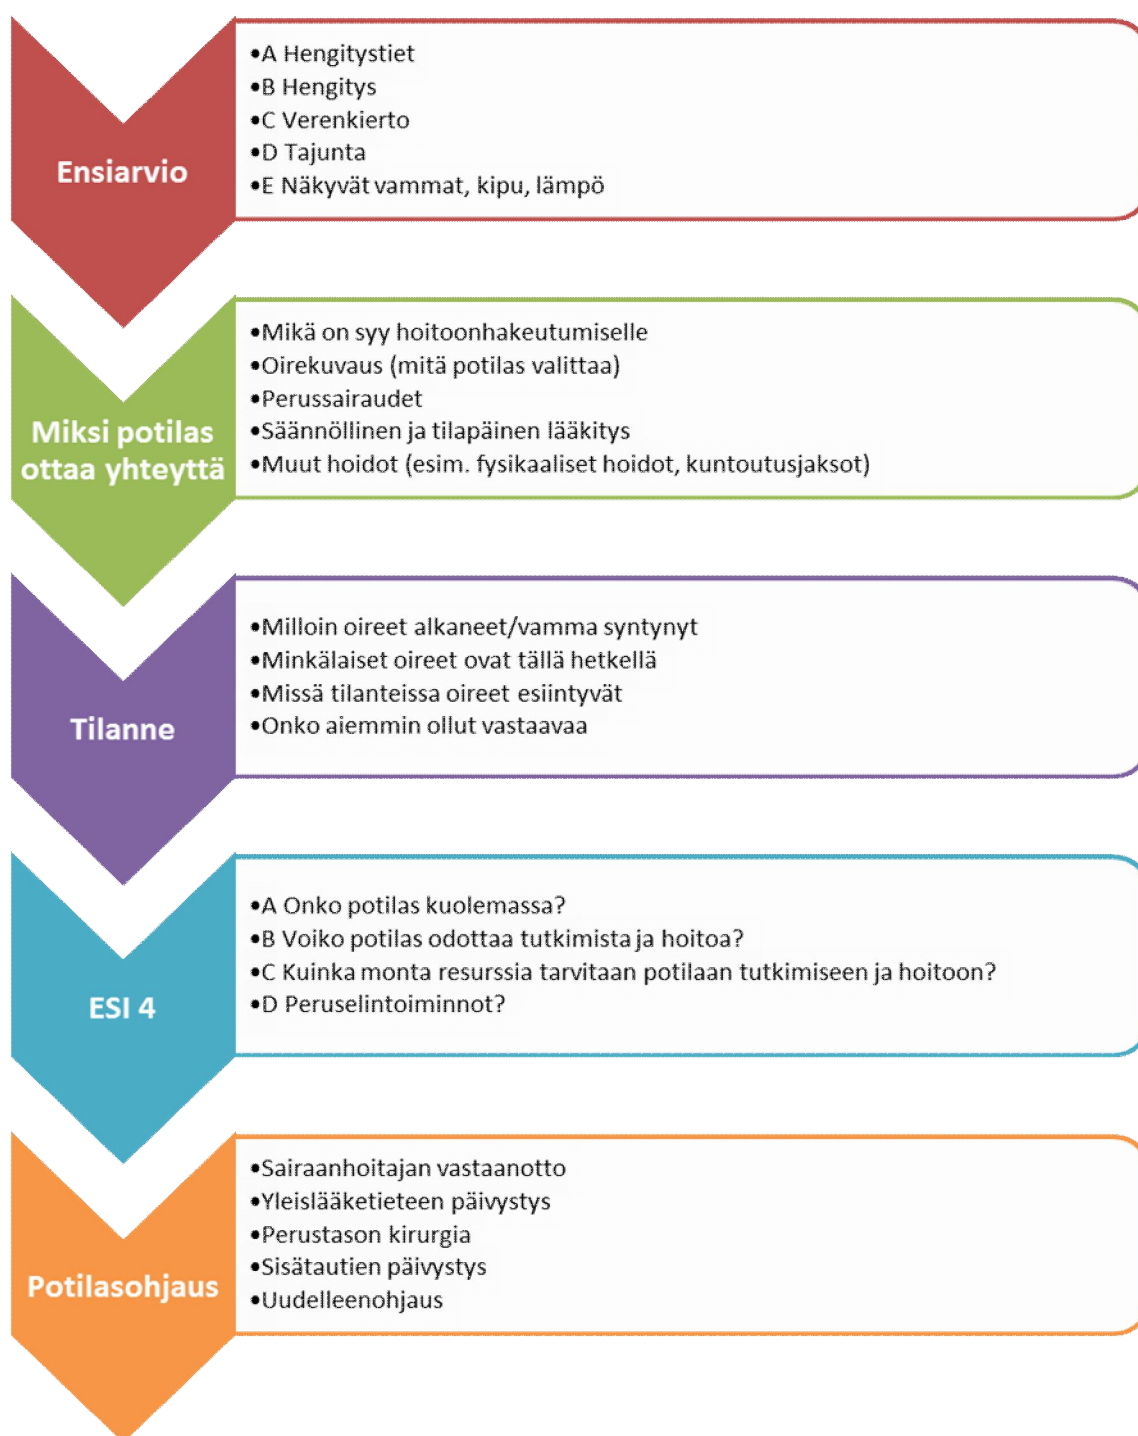 Ensiarvio
•A Hengitystiet
•B Hengitys
•C Verenkierto
•D Tajunta
•E Näkyvät vammat, kipu, lämpö
Miksi potilas
ottaa yhteyttä
•Mikä on syy hoitoonhakeutumiselle
•Oirekuvaus (mitä potilas valittaa)
•Perussairaudet
•Säännöllinen ja tilapäinen lääkitys
•Muut hoidot (esim. fysikaaliset hoidot, kuntoutusjaksot)
Tilanne
•Milloin oireet alkaneet/vamma syntynyt
•Minkälaiset oireet ovat tällä hetkellä
•Missä tilanteissa oireet esiintyvät
•Onko aiemmin ollut vastaavaa
ESI 4
•A Onko potilas kuolemassa?
•B Voiko potilas odottaa tutkimista ja hoitoa?
•C Kuinka monta resurssia tarvitaan potilaan tutkimiseen ja hoitoon?
•D Peruselintoiminnot?
Potilasohjaus
•Sairaanhoitajan vastaanotto
•Yleislääketieteen päivystys
•Perustason kirurgia
•Sisätautien päivystys
•Uudelleenohjaus